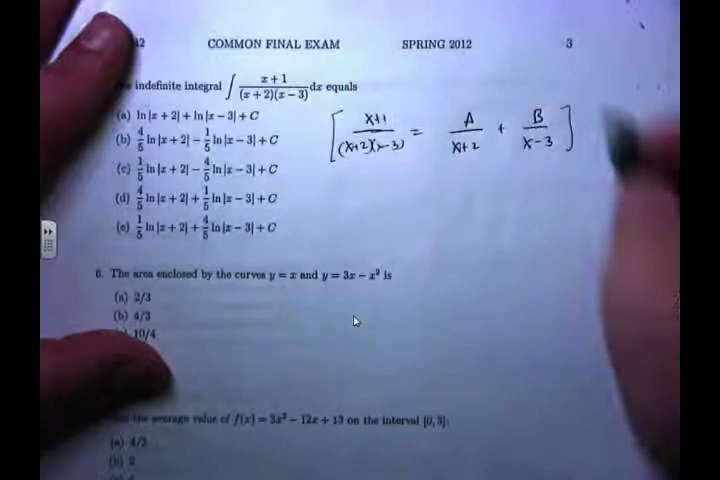 42 COMMON FINAL EXAM SPRING 2012 3
indefinite integral ∫ x+1/((x+2)(x−3)) dx equals
(a) ln|x+2| + ln|x−3| + C
(b) 4/5 ln|x+2| − 1/5 ln|x−3| + C
(c) 1/5 ln|x+2| − 4/5 ln|x−3| + C
(d) 4/5 ln|x+2| + 1/5 ln|x−3| + C
(e) 1/5 ln|x+2| + 4/5 ln|x−3| + C
[ x+1/((x+2)(x-3)) = A/(x+2) + B/(x-3) ]
6. The area enclosed by the curves y = x and y = 3x − x² is
(a) 2/3
(b) 4/3
10/4
the average value of f(x) = 3x² − 12x + 13 on the interval [0, 3]:
(a) 4/3
(b) 2